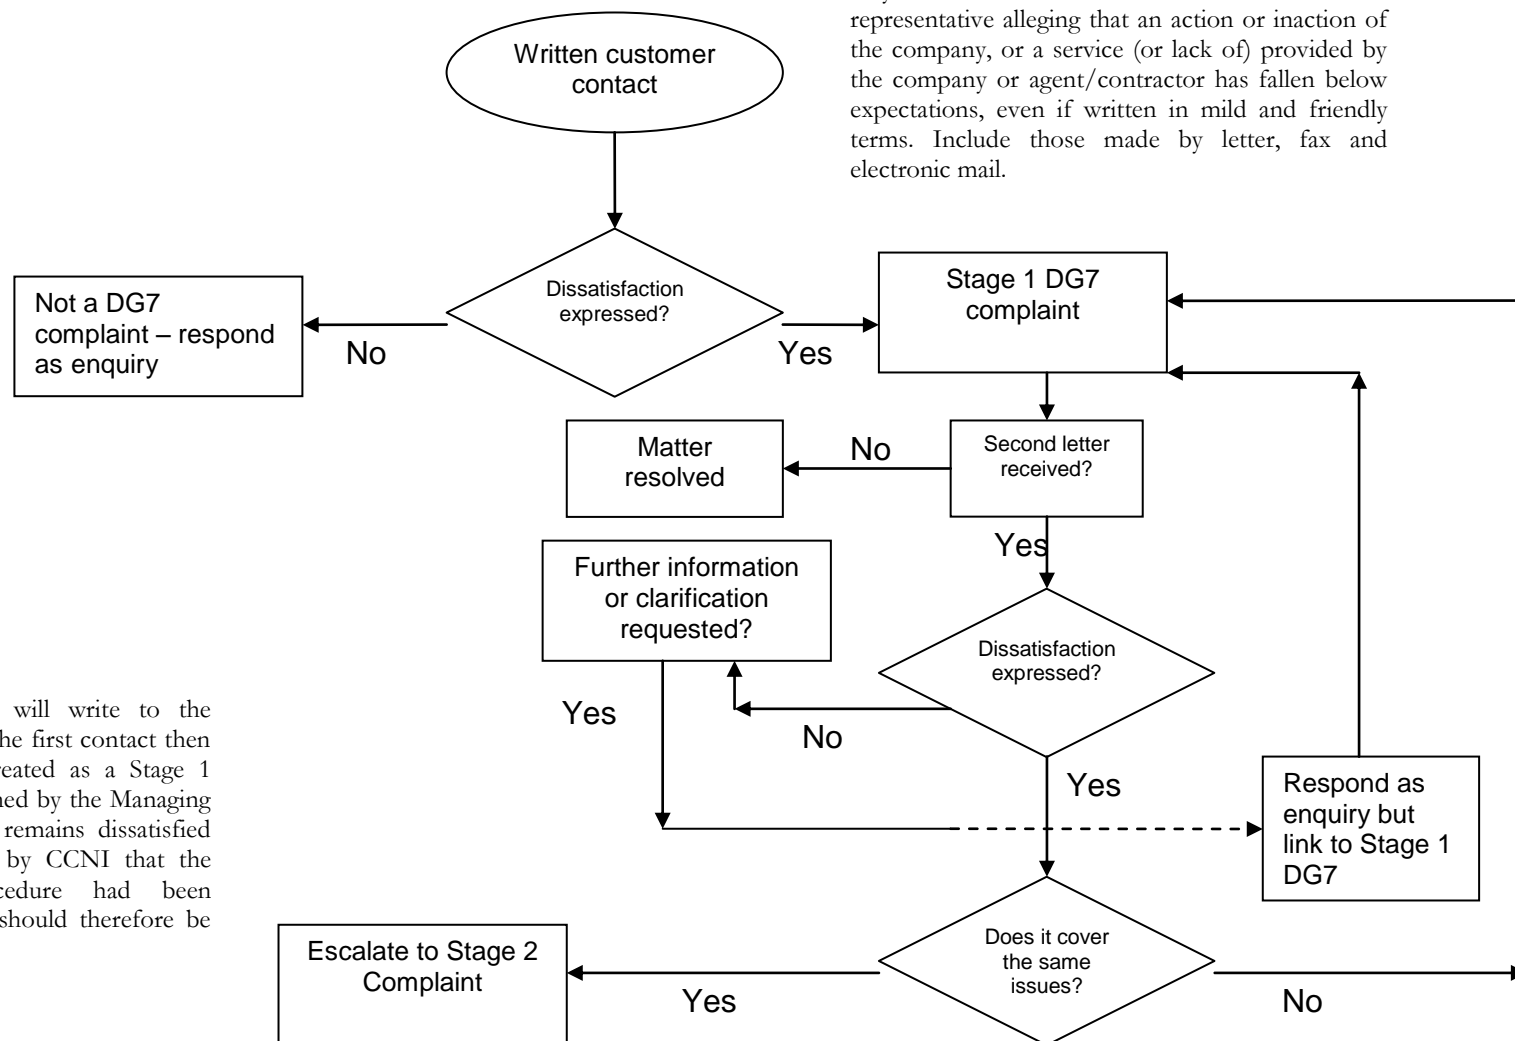 Written customer
contact
representative alleging that an action or inaction of
the company, or a service (or lack of) provided by
the company or agent/contractor has fallen below
expectations, even if written in mild and friendly
terms. Include those made by letter, fax and
electronic mail.
Dissatisfaction
expressed?
Not a DG7
complaint – respond
as enquiry
No
Yes
Stage 1 DG7
complaint
Matter
resolved
No
Second letter
received?
Yes
Further information
or clarification
requested?
Dissatisfaction
expressed?
Yes
No
Yes
Respond as
enquiry but
link to Stage 1
DG7
will write to the
he first contact then
reated as a Stage 1
ned by the Managing
remains dissatisfied
by CCNI that the
cedure had been
should therefore be
Escalate to Stage 2
Complaint
Yes
Does it cover
the same
issues?
No